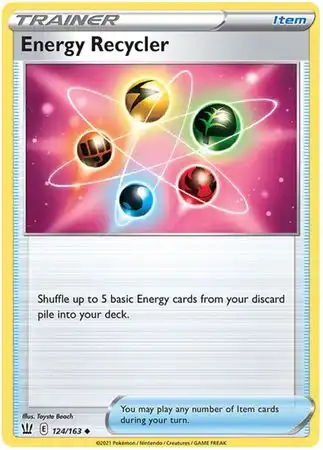 TRAINER Item
Energy Recycler
Shuffle up to 5 basic Energy cards from your discard
pile into your deck.
Illus. Toyste Beach
E 124/163 ◆
You may play any number of Item cards
during your turn.
©2021 Pokémon / Nintendo / Creatures / GAME FREAK